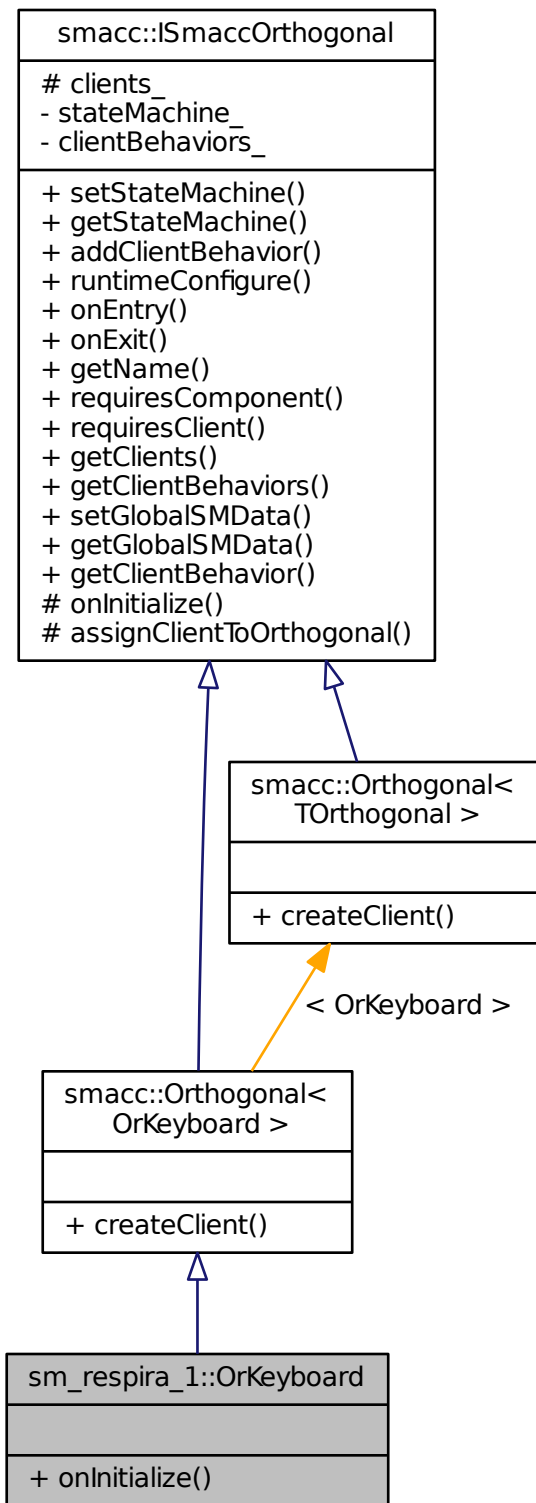 smacc::ISmaccOrthogonal
# clients_
- stateMachine_
- clientBehaviors_
+ setStateMachine()
+ getStateMachine()
+ addClientBehavior()
+ runtimeConfigure()
+ onEntry()
+ onExit()
+ getName()
+ requiresComponent()
+ requiresClient()
+ getClients()
+ getClientBehaviors()
+ setGlobalSMData()
+ getGlobalSMData()
+ getClientBehavior()
# onInitialize()
# assignClientToOrthogonal()
smacc::Orthogonal<
TOrthogonal >
+ createClient()
< OrKeyboard >
smacc::Orthogonal<
OrKeyboard >
+ createClient()
sm_respira_1::OrKeyboard
+ onInitialize()